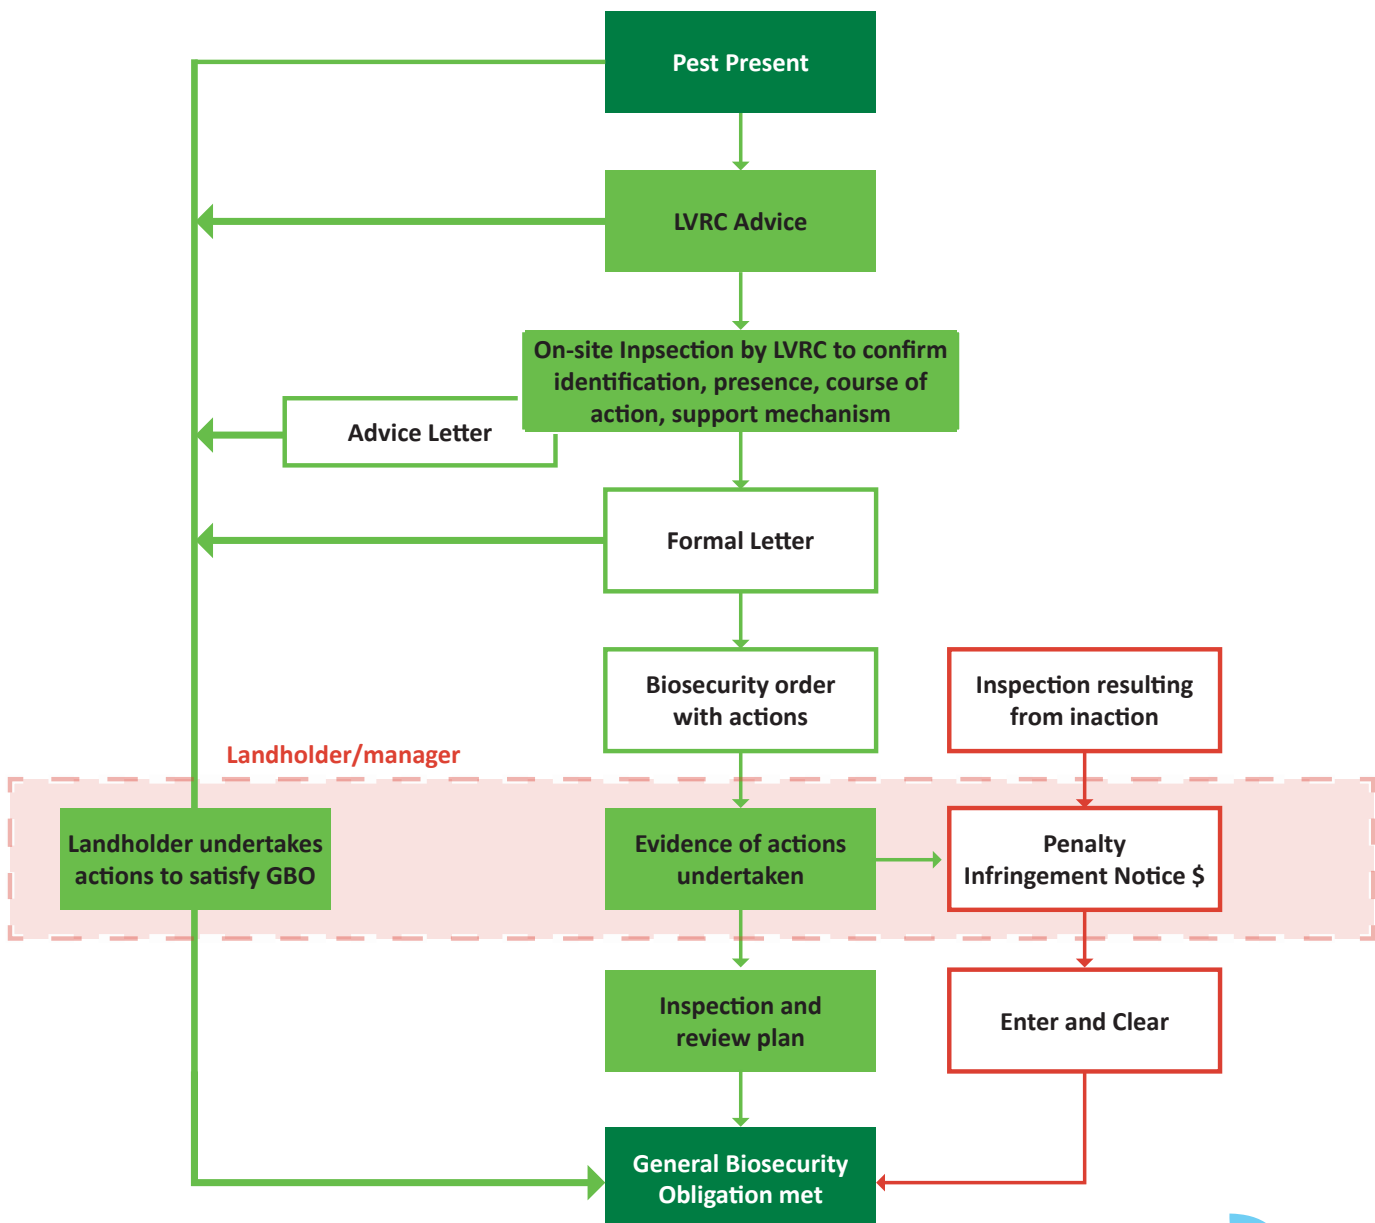 Pest Present
LVRC Advice
On-site Inpsection by LVRC to confirm
identification, presence, course of
action, support mechanism
Advice Letter
Formal Letter
Biosecurity order
with actions
Inspection resulting
from inaction
Landholder/manager
Landholder undertakes
actions to satisfy GBO
Evidence of actions
undertaken
Penalty
Infringement Notice $
Inspection and
review plan
Enter and Clear
General Biosecurity
Obligation met